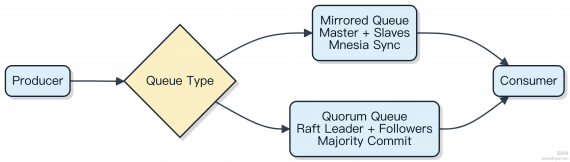 Producer
Queue Type
Mirrored Queue
Master + Slaves
Mnesia Sync
Quorum Queue
Raft Leader + Followers
Majority Commit
Consumer